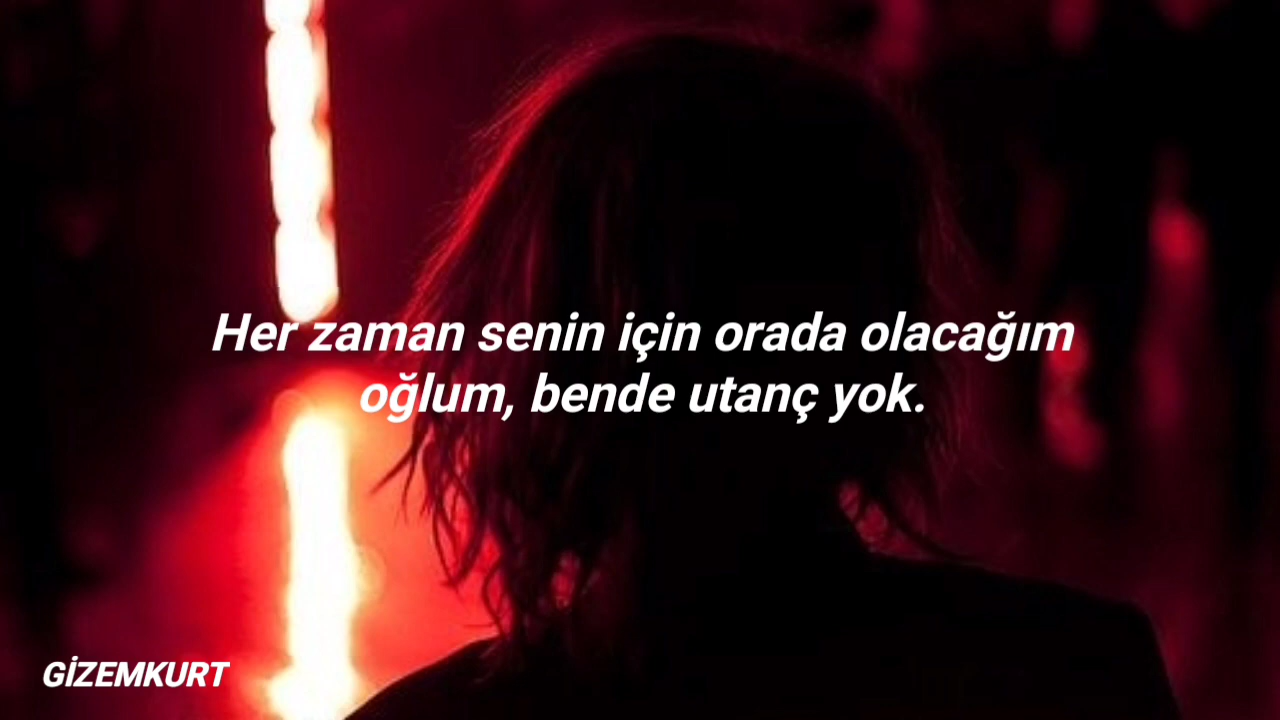 Her zaman senin için orada olacağım
oğlum, bende utanç yok.
GİZEMKURT